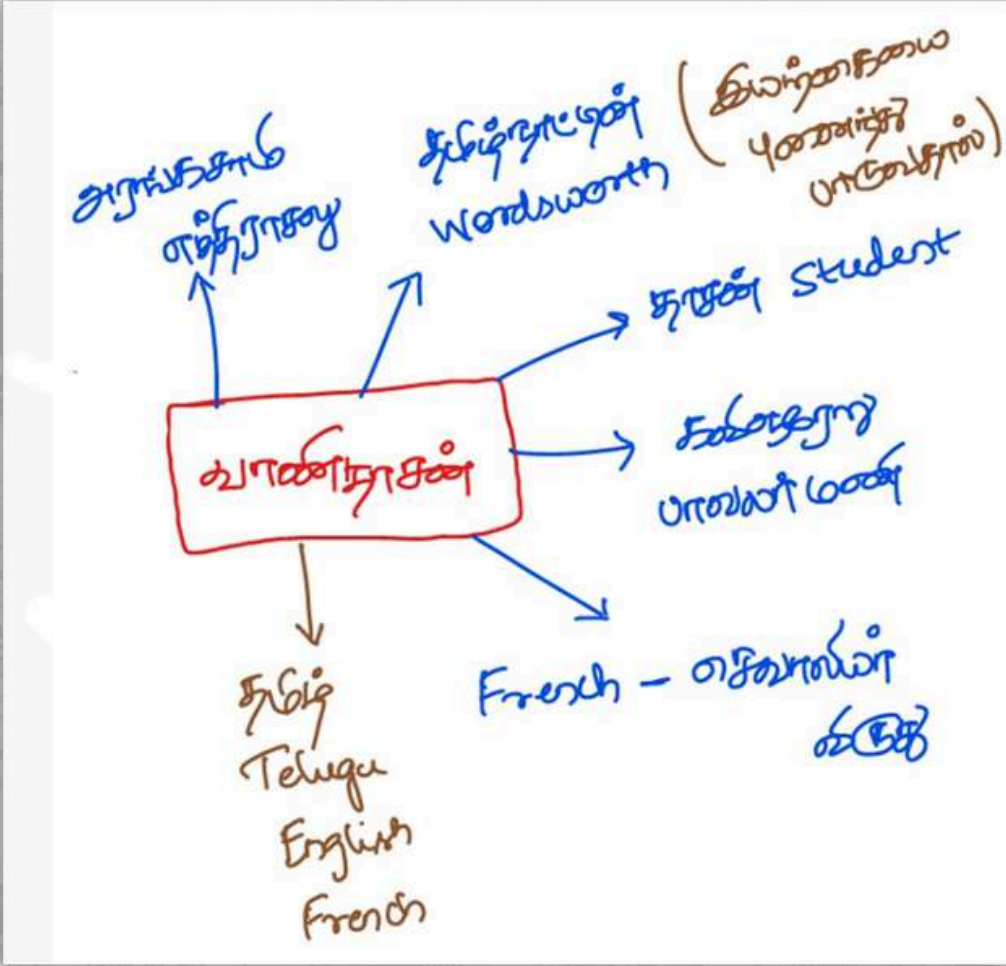 அரங்கசாமி
எத்திராசலு
தமிழ்நாட்டின்
Wordsworth
(இயற்கையை
புனைந்து
பாடுவதால்)
தாசன் Student
கவிஞரேறு
பாவலர்மணி
வாணிதாசன்
French - செவாலியர்
விருது
தமிழ்
Telugu
English
French